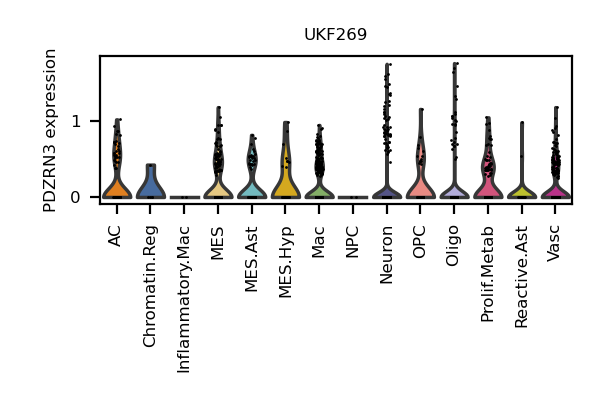 UKF269
PDZRN3 expression
1
0
AC
Chromatin.Reg
Inflammatory.Mac
MES
MES.Ast
MES.Hyp
Mac
NPC
Neuron
OPC
Oligo
Prolif.Metab
Reactive.Ast
Vasc